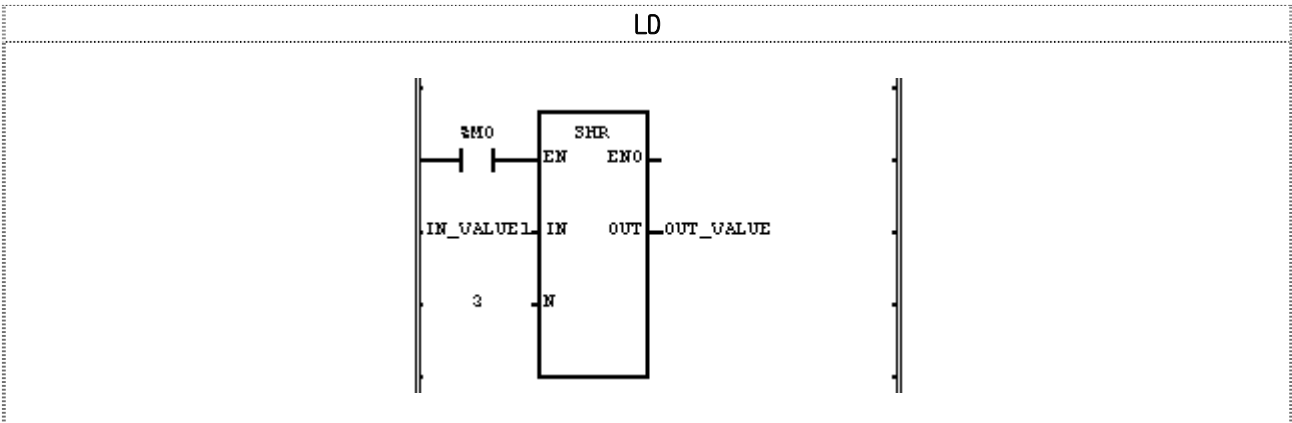 LD
%M0
SHR
EN ENO
IN_VALUE1 IN OUT OUT_VALUE
3 N